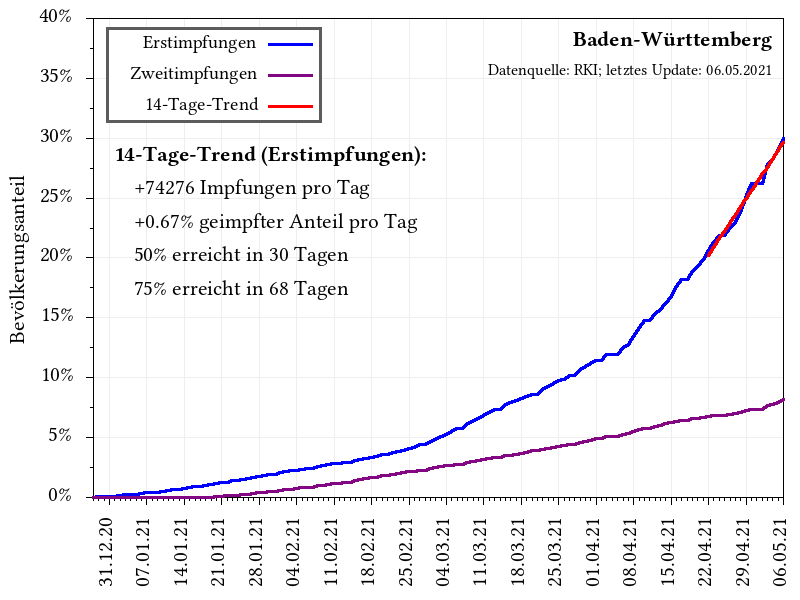 40%
35%
30%
25%
20%
15%
10%
5%
0%
Bevölkerungsanteil
Erstimpfungen
Zweitimpfungen
14-Tage-Trend
Baden-Württemberg
Datenquelle: RKI; letztes Update: 06.05.2021
14-Tage-Trend (Erstimpfungen):
+74276 Impfungen pro Tag
+0.67% geimpfter Anteil pro Tag
50% erreicht in 30 Tagen
75% erreicht in 68 Tagen
31.12.20
07.01.21
14.01.21
21.01.21
28.01.21
04.02.21
11.02.21
18.02.21
25.02.21
04.03.21
11.03.21
18.03.21
25.03.21
01.04.21
08.04.21
15.04.21
22.04.21
29.04.21
06.05.21